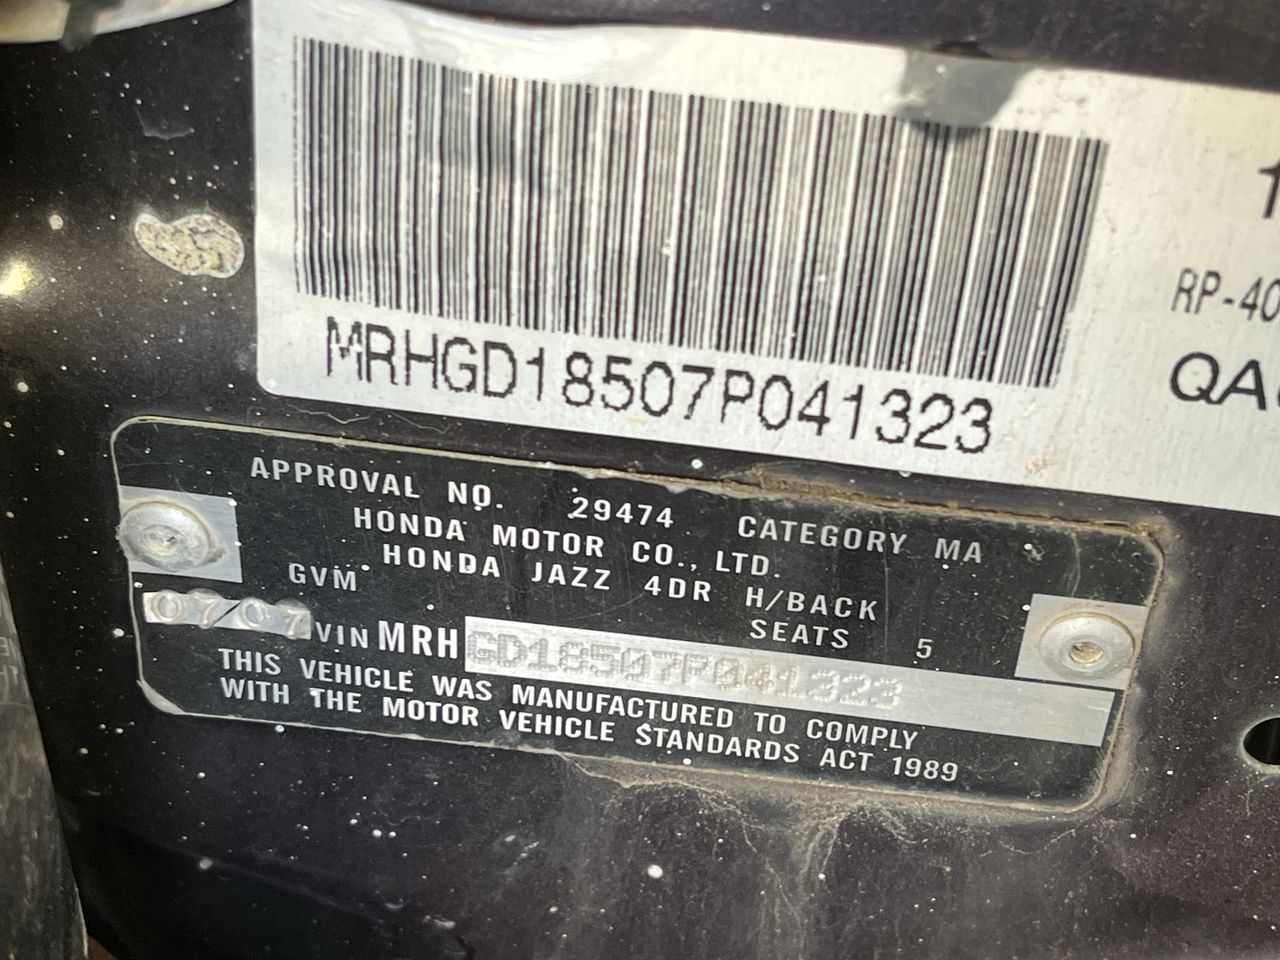 MRHGD18507P041323
1
RP-40
QA
APPROVAL NO. 29474 CATEGORY MA
HONDA MOTOR CO., LTD.
HONDA JAZZ 4DR H/BACK
GVM SEATS 5
07/07 VIN MRH GD18507P041323
THIS VEHICLE WAS MANUFACTURED TO COMPLY
WITH THE MOTOR VEHICLE STANDARDS ACT 1989